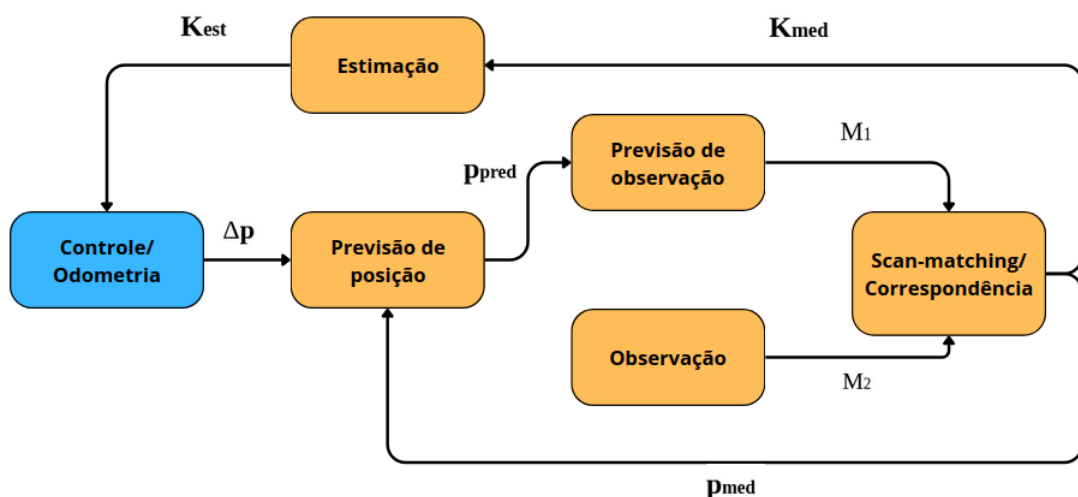 Kest
Kmed
Estimação
Previsão de
observação
M1
ppred
Controle/
Odometria
Δp
Previsão de
posição
Scan-matching/
Correspondência
Observação
M2
pmed